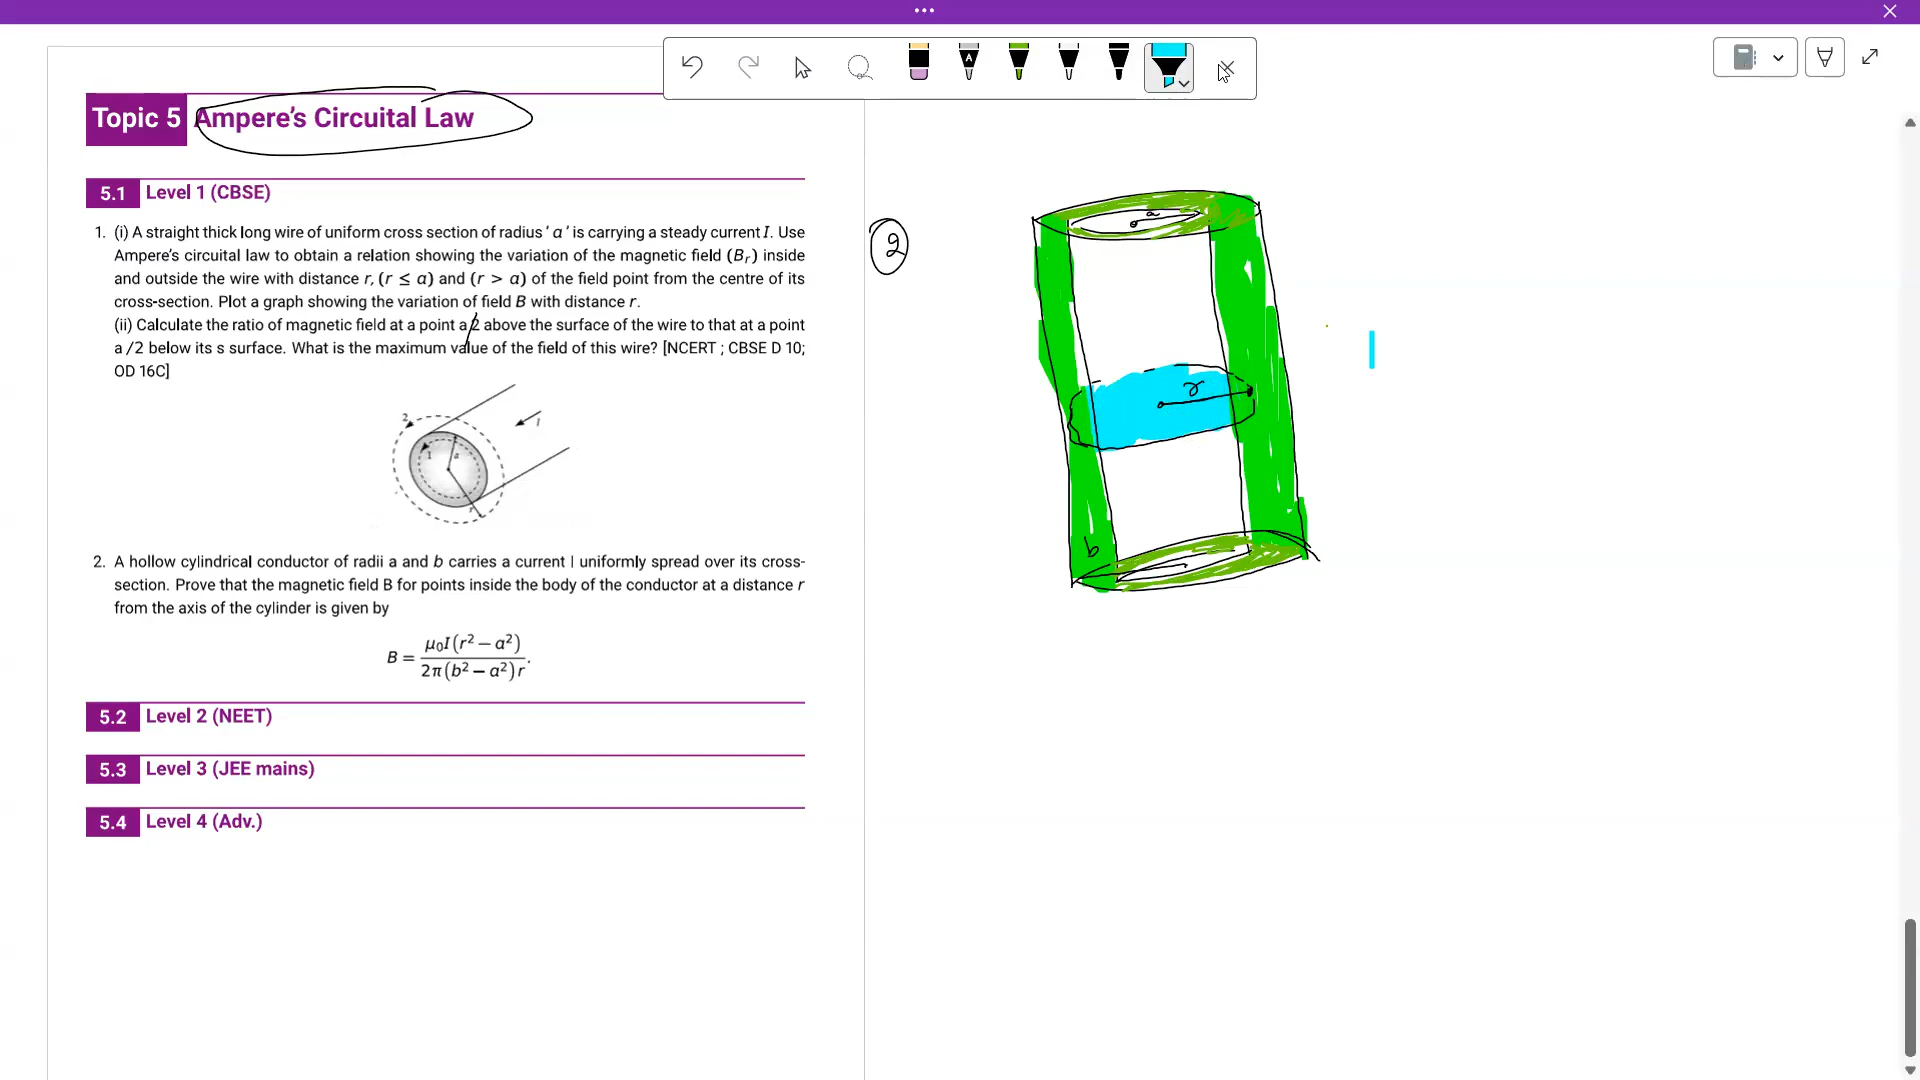 Topic 5 Ampere’s Circuital Law
5.1 Level 1 (CBSE)
1. (i) A straight thick long wire of uniform cross section of radius ' a ' is carrying a steady current I. Use
Ampere’s circuital law to obtain a relation showing the variation of the magnetic field (Bᵣ) inside
and outside the wire with distance r, (r ≤ a) and (r > a) of the field point from the centre of its
cross-section. Plot a graph showing the variation of field B with distance r.
(ii) Calculate the ratio of magnetic field at a point a/2 above the surface of the wire to that at a point
a /2 below its s surface. What is the maximum value of the field of this wire? [NCERT ; CBSE D 10;
OD 16C]
2
I
1
a
r
2. A hollow cylindrical conductor of radii a and b carries a current I uniformly spread over its cross-
section. Prove that the magnetic field B for points inside the body of the conductor at a distance r
from the axis of the cylinder is given by
B = μ₀I(r² − a²) / 2π(b² − a²)r .
5.2 Level 2 (NEET)
5.3 Level 3 (JEE mains)
5.4 Level 4 (Adv.)
A
2
a
r
b